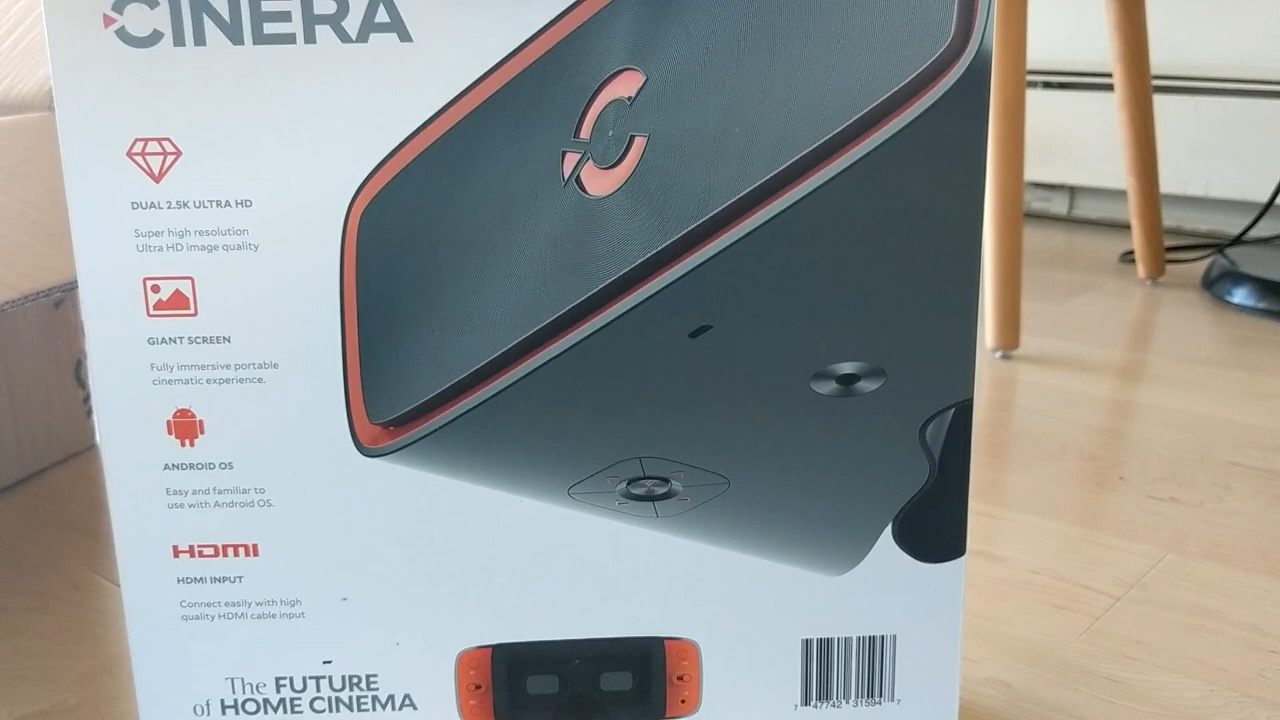 CINERA
DUAL 2.5K ULTRA HD
Super high resolution
Ultra HD image quality
GIANT SCREEN
Fully immersive portable
cinematic experience.
ANDROID OS
Easy and familiar to
use with Android OS.
HDMI
HDMI INPUT
Connect easily with high
quality HDMI cable input
The FUTURE
of HOME CINEMA
7 47742 31594 7